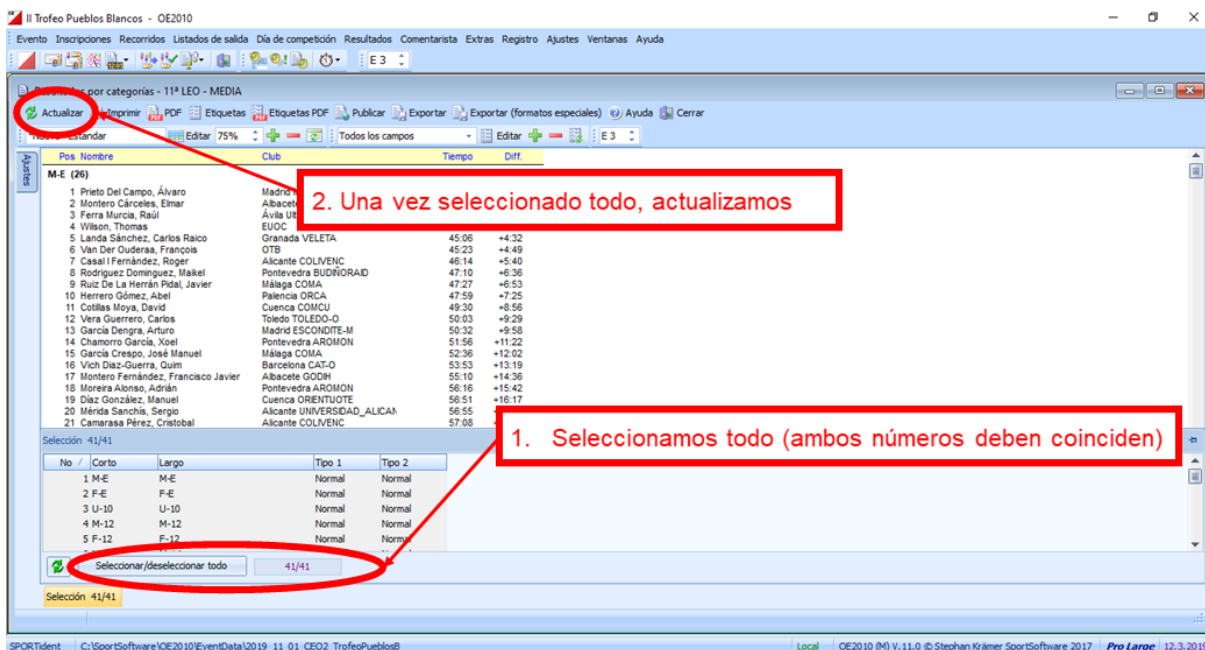 II Trofeo Pueblos Blancos - OE2010
Evento Inscripciones Recorridos Listados de salida Día de competición Resultados Comentarista Extras Registro Ajustes Ventanas Ayuda
E 3
por categorías - 11ª LEO - MEDIA
Actualizar Imprimir PDF Etiquetas Etiquetas PDF Publicar Exportar Exportar (formatos especiales) Ayuda Cerrar
Estandar Editar 75% Todos los campos Editar E 3
Ajustes
Pos Nombre Club Tiempo Diff.
M-E (26)
1 Prieto Del Campo, Álvaro Madrid
2 Montero Cárceles, Elmar Albacete
3 Ferra Murcia, Raúl Ávila
4 Wilson, Thomas EUOC
5 Landa Sánchez, Carlos Raico Granada VELETA 45:06 +4:32
6 Van Der Ouderaa, François OTB 45:23 +4:49
7 Casal I Fernández, Roger Alicante COLIVENC 46:14 +5:40
8 Rodriguez Dominguez, Maikel Pontevedra BUDIÑORAID 47:10 +6:36
9 Ruiz De La Herrán Pidal, Javier Málaga COMA 47:27 +6:53
10 Herrero Gómez, Abel Palencia ORCA 47:59 +7:25
11 Cotillas Moya, David Cuenca COMCU 49:30 +8:56
12 Vera Guerrero, Carlos Toledo TOLEDO-O 50:03 +9:29
13 García Dengra, Arturo Madrid ESCONDITE-M 50:32 +9:58
14 Chamorro García, Xoel Pontevedra AROMON 51:56 +11:22
15 García Crespo, José Manuel Málaga COMA 52:36 +12:02
16 Vich Diaz-Guerra, Quim Barcelona CAT-O 53:53 +13:19
17 Montero Fernández, Francisco Javier Albacete GODIH 55:10 +14:36
18 Moreira Alonso, Adrián Pontevedra AROMON 56:16 +15:42
19 Díaz González, Manuel Cuenca ORIENTIJOTE 56:51 +16:17
20 Mérida Sanchís, Sergio Alicante UNIVERSIDAD_ALICAN 56:55
21 Camarasa Pérez, Cristobal Alicante COLIVENC 57:08
2. Una vez seleccionado todo, actualizamos
1. Seleccionamos todo (ambos números deben coinciden)
Selección 41/41
No / Corto Largo Tipo 1 Tipo 2
1 M-E M-E Normal Normal
2 F-E F-E Normal Normal
3 U-10 U-10 Normal Normal
4 M-12 M-12 Normal Normal
5 F-12 F-12 Normal Normal
Seleccionar/deseleccionar todo 41/41
Selección 41/41
SPORTident C:\SportSoftware\OE2010\EventData\2019_11_01_CEO2_TrofeoPueblosB Local OE2010 (M) V.11.0 © Stephan Krämer SportSoftware 2017 Pro Large 12.3.2019